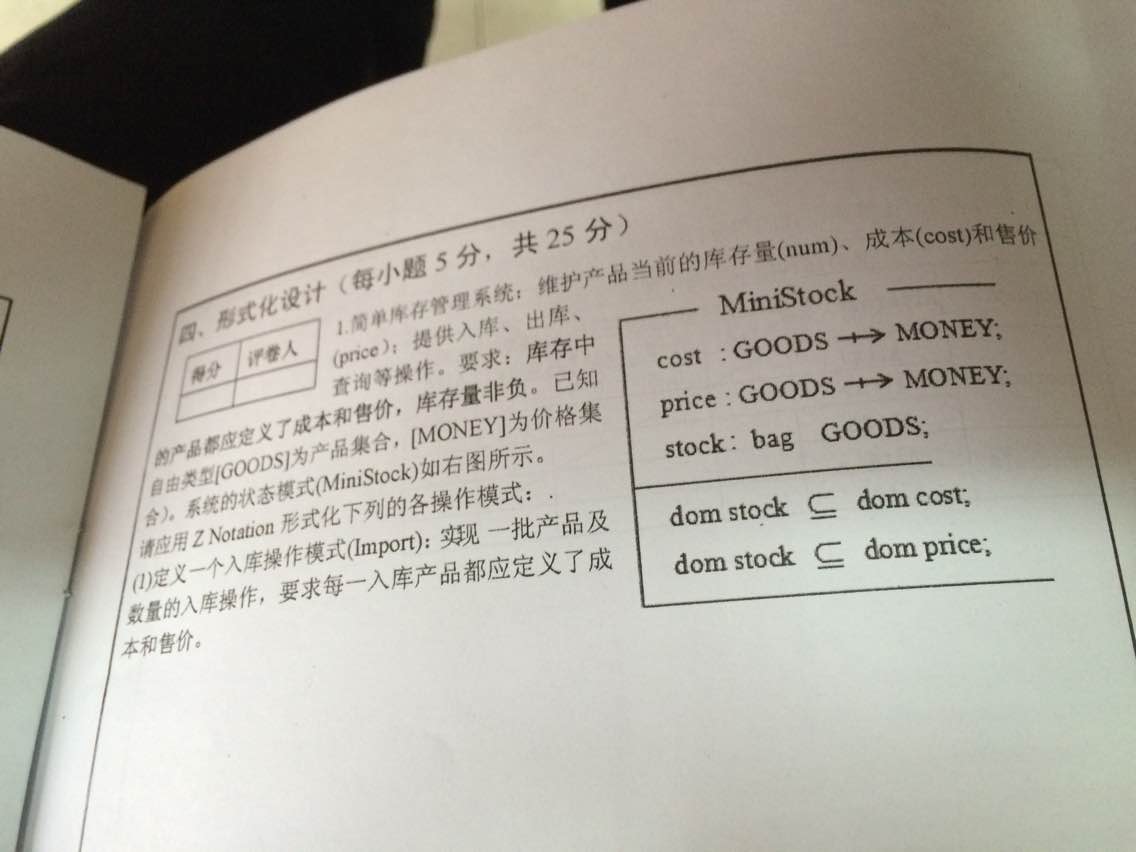 四、形式化设计（每小题 5 分，共 25 分）
得分 评卷人
1.简单库存管理系统：维护产品当前的库存量(num)、成本(cost)和售价
(price)；提供入库、出库、
查询等操作。要求：库存中
的产品都应定义了成本和售价，库存量非负。已知
自由类型[GOODS]为产品集合，[MONEY]为价格集
合)。系统的状态模式(MiniStock)如右图所示。
请应用 Z Notation 形式化下列的各操作模式：
(1)定义一个入库操作模式(Import)：实现 一批产品及
数量的入库操作，要求每一入库产品都应定义了成
本和售价。
MiniStock
cost : GOODS ⇸ MONEY;
price : GOODS ⇸ MONEY;
stock : bag GOODS;
dom stock ⊆ dom cost;
dom stock ⊆ dom price;